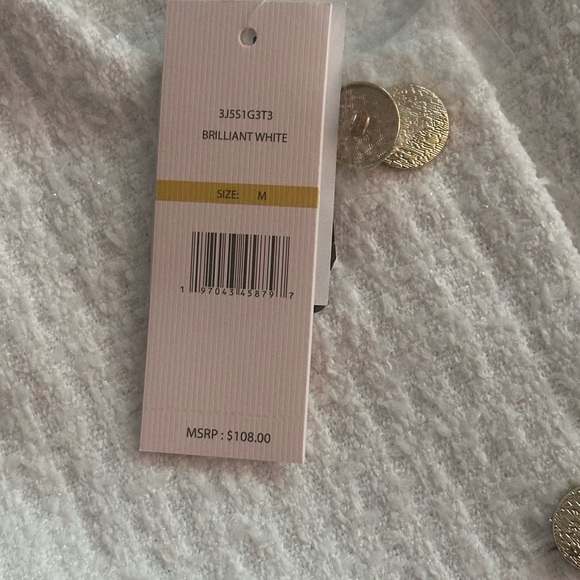 3J5S1G3T3
BRILLIANT WHITE
SIZE: M
1 97043 45879 7
MSRP : $108.00